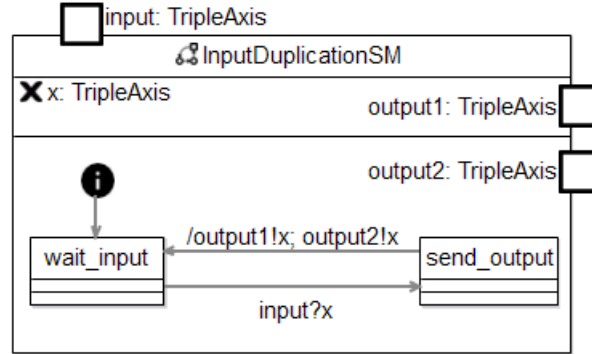 input: TripleAxis
InputDuplicationSM
x: TripleAxis
output1: TripleAxis
output2: TripleAxis
i
/output1!x; output2!x
wait_input
send_output
input?x